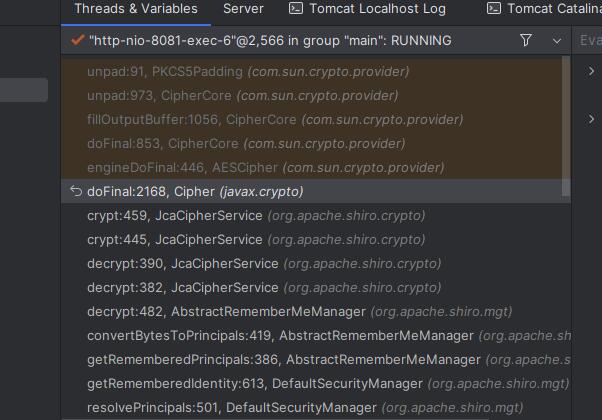 Threads & Variables Server Tomcat Localhost Log Tomcat Catalina
"http-nio-8081-exec-6"@2,566 in group "main": RUNNING Eva
unpad:91, PKCS5Padding (com.sun.crypto.provider)
unpad:973, CipherCore (com.sun.crypto.provider)
fillOutputBuffer:1056, CipherCore (com.sun.crypto.provider)
doFinal:853, CipherCore (com.sun.crypto.provider)
engineDoFinal:446, AESCipher (com.sun.crypto.provider)
doFinal:2168, Cipher (javax.crypto)
crypt:459, JcaCipherService (org.apache.shiro.crypto)
crypt:445, JcaCipherService (org.apache.shiro.crypto)
decrypt:390, JcaCipherService (org.apache.shiro.crypto)
decrypt:382, JcaCipherService (org.apache.shiro.crypto)
decrypt:482, AbstractRememberMeManager (org.apache.shiro.mgt)
convertBytesToPrincipals:419, AbstractRememberMeManager (org.apache.sh
getRememberedPrincipals:386, AbstractRememberMeManager (org.apache.s
getRememberedIdentity:613, DefaultSecurityManager (org.apache.shiro.mgt)
resolvePrincipals:501, DefaultSecurityManager (org.apache.shiro.mgt)